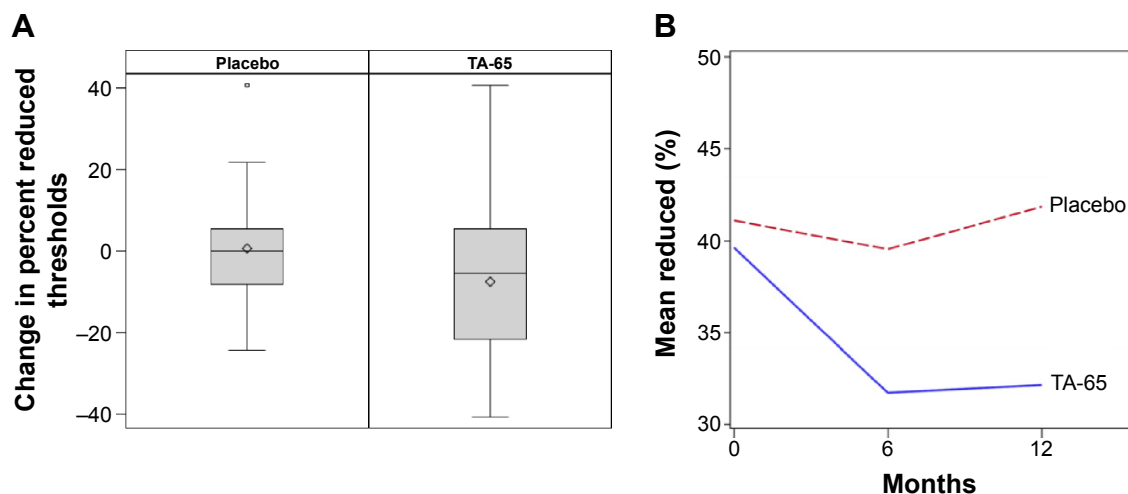 A
Change in percent reduced
thresholds
Placebo
TA-65
40
20
0
–20
–40
B
Mean reduced (%)
50
45
40
35
30
Placebo
TA-65
0
6
12
Months